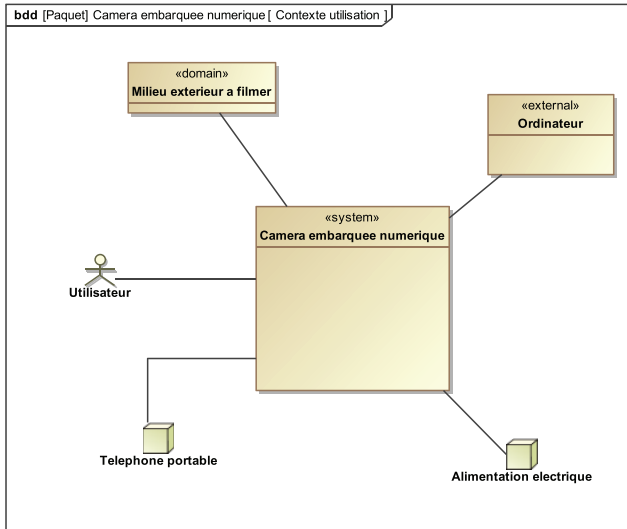 bdd [Paquet] Camera embarquee numerique [ Contexte utilisation ]
«domain»
Milieu exterieur a filmer
«external»
Ordinateur
«system»
Camera embarquee numerique
Utilisateur
Telephone portable
Alimentation electrique